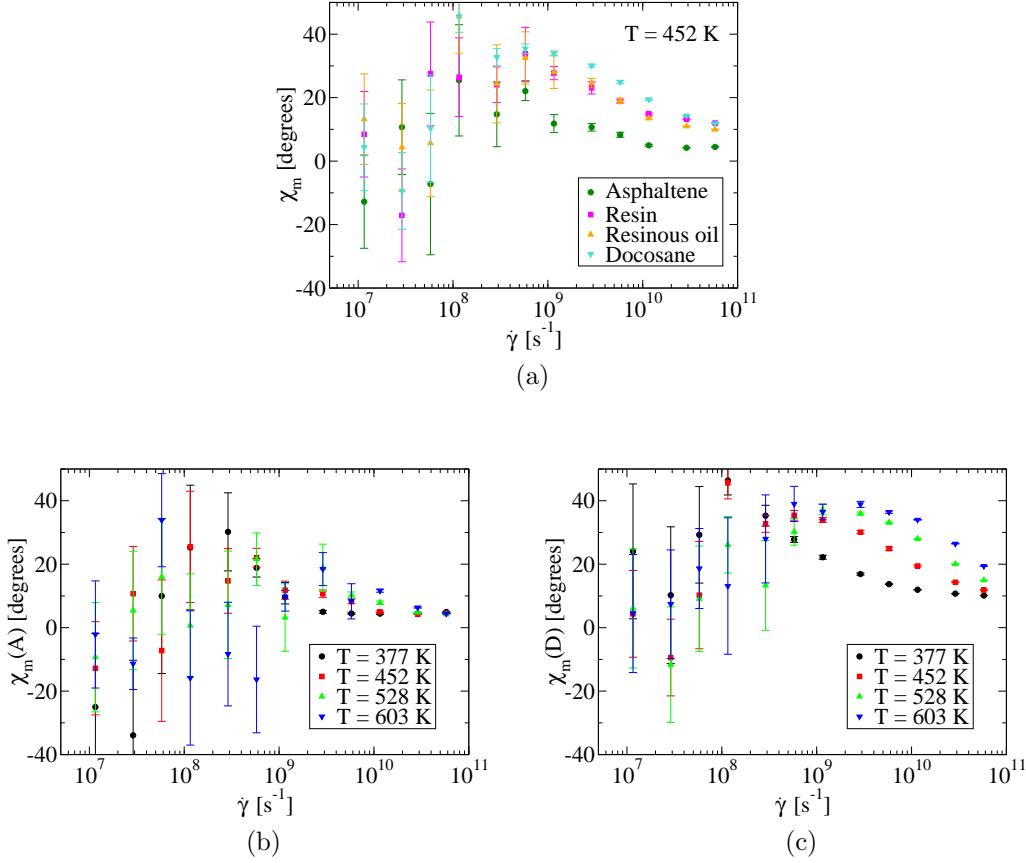 T = 452 K
40
20
0
-20
-40
χm [degrees]
Asphaltene
Resin
Resinous oil
Docosane
10^7 10^8 10^9 10^10 10^11
γ̇ [s^-1]
(a)
40
20
0
-20
-40
χm(A) [degrees]
T = 377 K
T = 452 K
T = 528 K
T = 603 K
10^7 10^8 10^9 10^10 10^11
γ̇ [s^-1]
(b)
40
20
0
-20
-40
χm(D) [degrees]
T = 377 K
T = 452 K
T = 528 K
T = 603 K
10^7 10^8 10^9 10^10 10^11
γ̇ [s^-1]
(c)